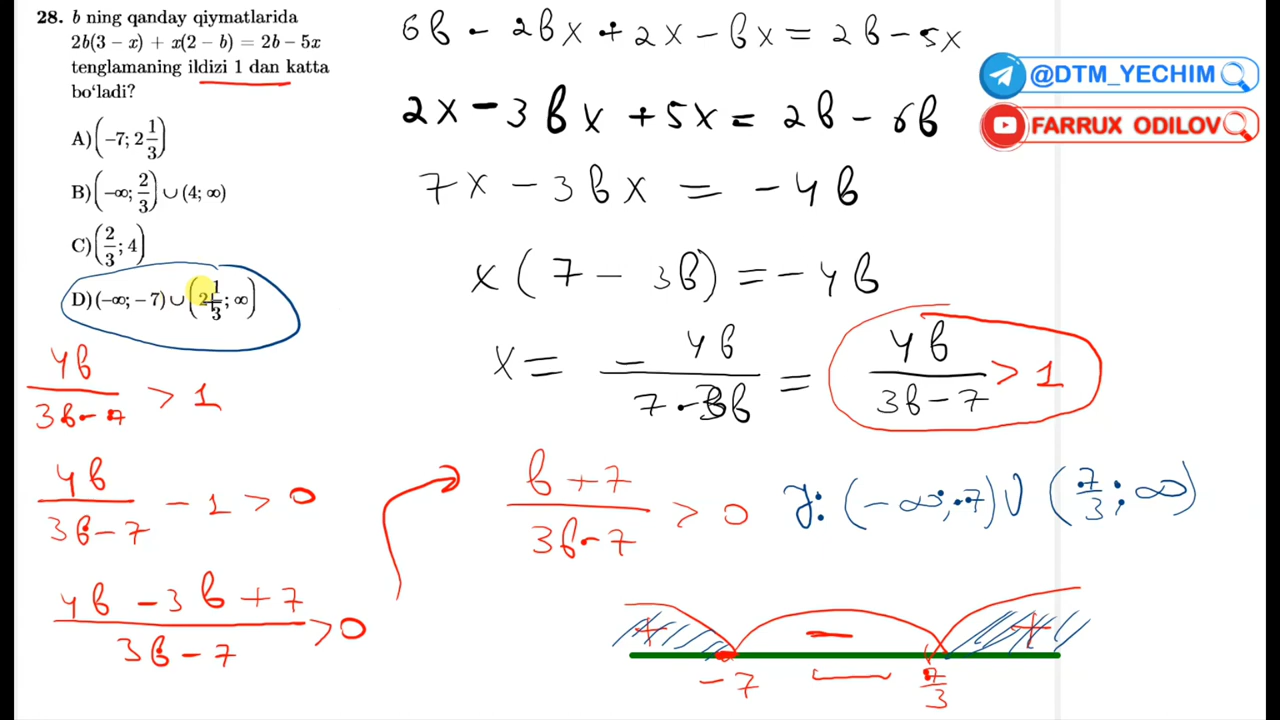 28. b ning qanday qiymatlarida
2b(3 − x) + x(2 − b) = 2b − 5x
tenglamaning ildizi 1 dan katta
bo‘ladi?
A) (−7; 2 1/3)
B) (−∞; 2/3) ∪ (4; ∞)
C) (2/3; 4)
D) (−∞; −7) ∪ (2 1/3; ∞)
6b - 2bx + 2x - bx = 2b - 5x
2x - 3bx + 5x = 2b - 6b
7x - 3bx = -4b
x (7 - 3b) = -4b
x = - 4b/(7 - 3b) = 4b/(3b - 7) > 1
4b/(3b - 7) > 1
4b/(3b - 7) - 1 > 0
(4b - 3b + 7)/(3b - 7) > 0
(b + 7)/(3b - 7) > 0
J: (-∞; -7) U (7/3; ∞)
+ - +
-7 7/3
@DTM_YECHIM
FARRUX ODILOV